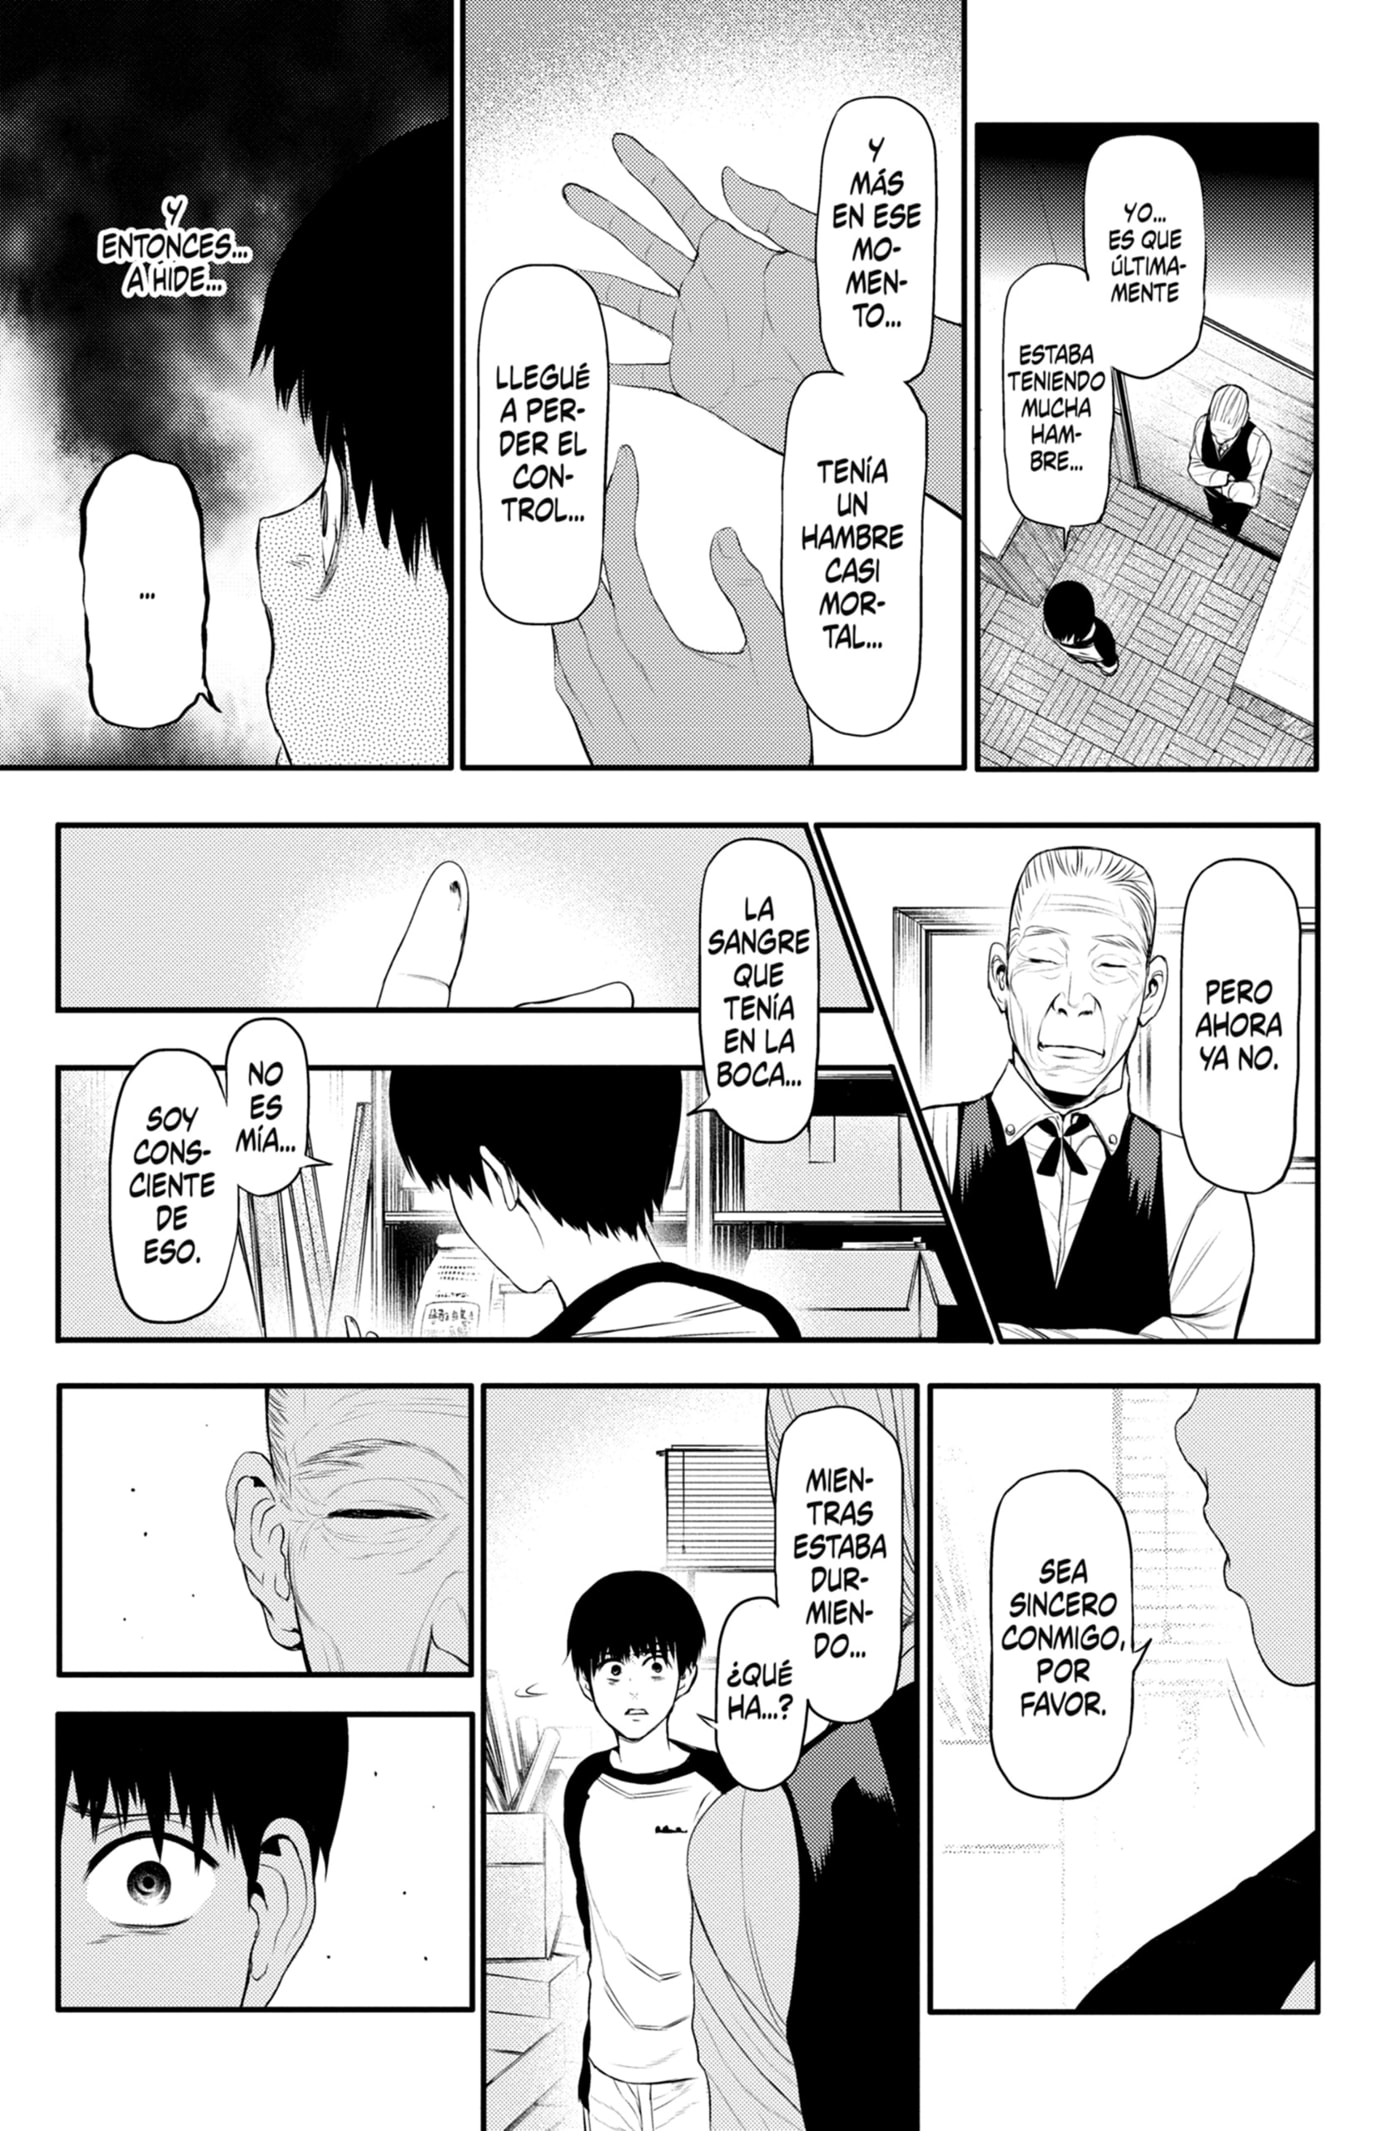 YO...
ES QUE
ÚLTIMA-
MENTE
ESTABA
TENIENDO
MUCHA
HAM-
BRE...
Y
MÁS
EN ESE
MO-
MEN-
TO...
TENÍA
UN
HAMBRE
CASI
MOR-
TAL...
LLEGUÉ
A PER-
DER EL
CON-
TROL...
Y
ENTONCES...
A HIDE...
...
PERO
AHORA
YA NO.
LA
SANGRE
QUE
TENÍA
EN LA
BOCA...
NO
ES
MÍA...
SOY
CONS-
CIENTE
DE
ESO.
SEA
SINCERO
CONMIGO,
POR
FAVOR.
MIEN-
TRAS
ESTABA
DUR-
MIEN-
DO...
¿QUÉ
HA...?